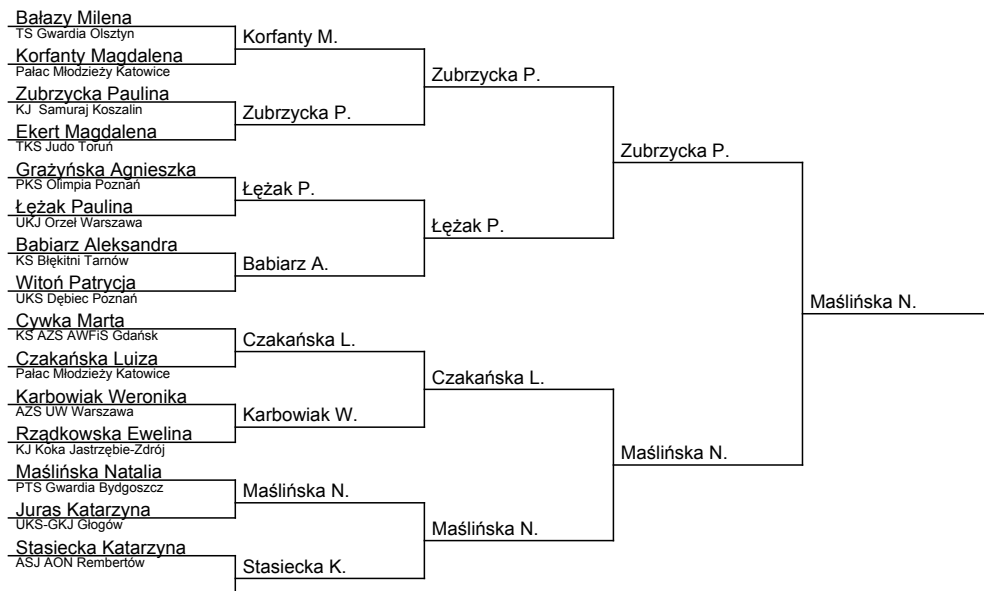 Bałazy Milena
TS Gwardia Olsztyn
Korfanty M.
Korfanty Magdalena
Pałac Młodzieży Katowice
Zubrzycka P.
Zubrzycka Paulina
KJ Samuraj Koszalin
Zubrzycka P.
Ekert Magdalena
TKS Judo Toruń
Zubrzycka P.
Grażyńska Agnieszka
PKS Olimpia Poznań
Łężak P.
Łężak Paulina
UKJ Orzeł Warszawa
Łężak P.
Babiarz Aleksandra
KS Błękitni Tarnów
Babiarz A.
Witoń Patrycja
UKS Dębiec Poznań
Maślińska N.
Cywka Marta
KS AZS AWFiS Gdańsk
Czakańska L.
Czakańska Luiza
Pałac Młodzieży Katowice
Czakańska L.
Karbowiak Weronika
AZS UW Warszawa
Karbowiak W.
Rządkowska Ewelina
KJ Koka Jastrzębie-Zdrój
Maślińska N.
Maślińska Natalia
PTS Gwardia Bydgoszcz
Maślińska N.
Juras Katarzyna
UKS-GKJ Głogów
Maślińska N.
Stasiecka Katarzyna
ASJ AON Rembertów
Stasiecka K.